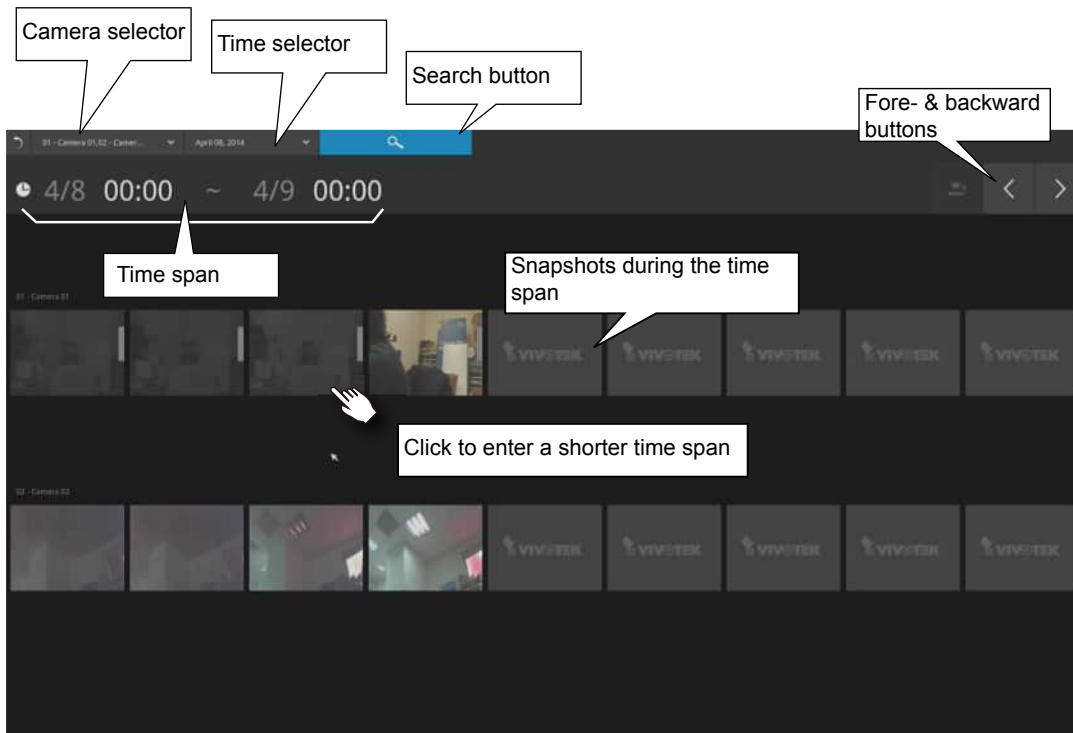 Camera selector
Time selector
Search button
Fore- & backward
buttons
01 - Camera 01,02 - Camer...
April 08, 2014
4/8 00:00 ~ 4/9 00:00
Time span
Snapshots during the time
span
01 - Camera 01
VIVOTEK VIVOTEK VIVOTEK VIVOTEK VIVOTEK
Click to enter a shorter time span
02 - Camera 02
VIVOTEK VIVOTEK VIVOTEK VIVOTEK VIVOTEK